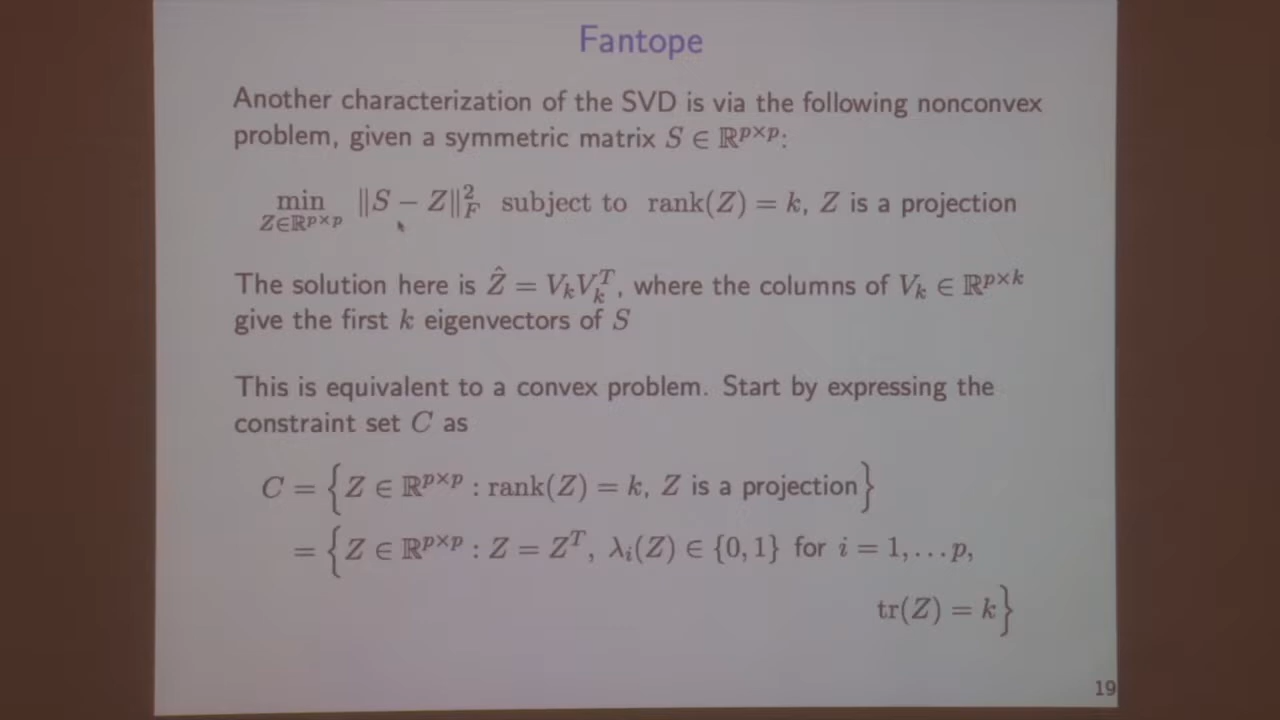 Fantope
Another characterization of the SVD is via the following nonconvex
problem, given a symmetric matrix S ∈ ℝ^{p×p}:
min_{Z∈ℝ^{p×p}} ‖S − Z‖_F^2 subject to rank(Z) = k, Z is a projection
The solution here is Ẑ = V_k V_k^T, where the columns of V_k ∈ ℝ^{p×k}
give the first k eigenvectors of S
This is equivalent to a convex problem. Start by expressing the
constraint set C as
C = {Z ∈ ℝ^{p×p} : rank(Z) = k, Z is a projection}
= {Z ∈ ℝ^{p×p} : Z = Z^T, λ_i(Z) ∈ {0, 1} for i = 1, . . . p,
tr(Z) = k}
19